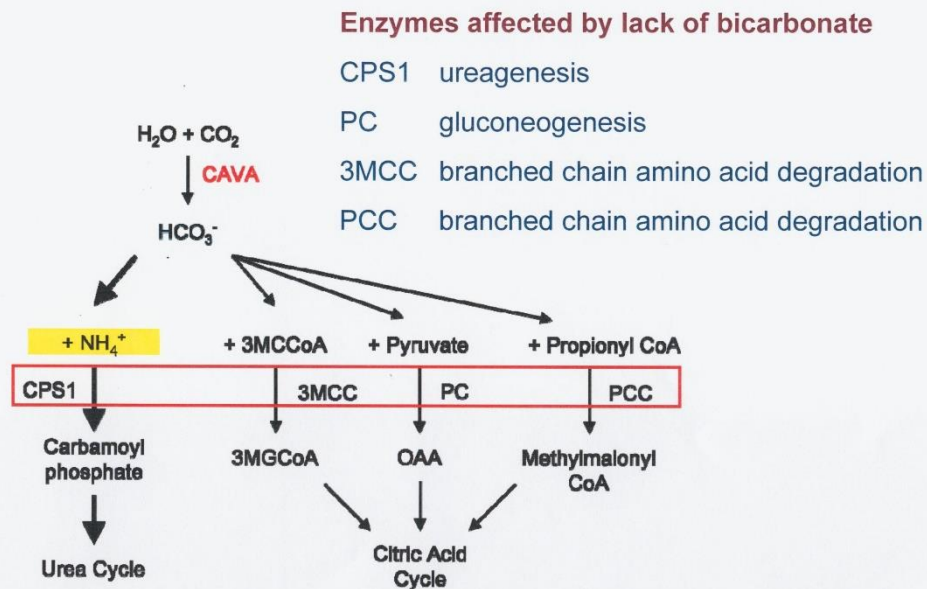 Enzymes affected by lack of bicarbonate
CPS1 ureagenesis
PC gluconeogenesis
3MCC branched chain amino acid degradation
PCC branched chain amino acid degradation
H₂O + CO₂
CAVA
HCO₃⁻
+ NH₄⁺ + 3MCCoA + Pyruvate + Propionyl CoA
CPS1 3MCC PC PCC
Carbamoyl phosphate 3MGCoA OAA Methylmalonyl CoA
Urea Cycle Citric Acid Cycle